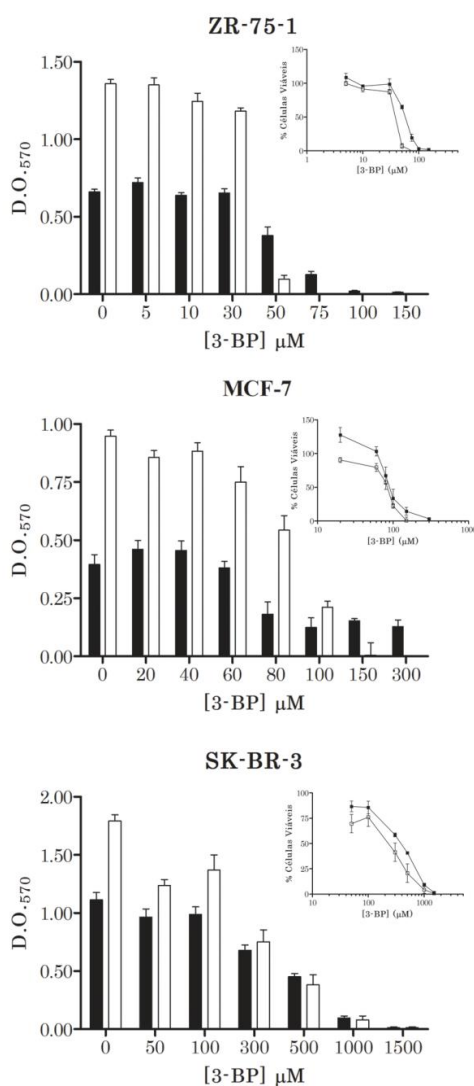 ZR-75-1
D.O.570
1.50
1.00
0.50
0.00
0 5 10 30 50 75 100 150
[3-BP] µM
% Células Viáveis
150
100
50
0
1 10 100
[3-BP] (µM)
MCF-7
D.O.570
1.00
0.75
0.50
0.25
0.00
0 20 40 60 80 100 150 300
[3-BP] µM
% Células Viáveis
150
100
50
0
10 100 1000
[3-BP] (µM)
SK-BR-3
D.O.570
2.00
1.50
1.00
0.50
0.00
0 50 100 300 500 1000 1500
[3-BP] µM
% Células Viáveis
100
75
50
25
0
10 100 1000
[3-BP] (µM)